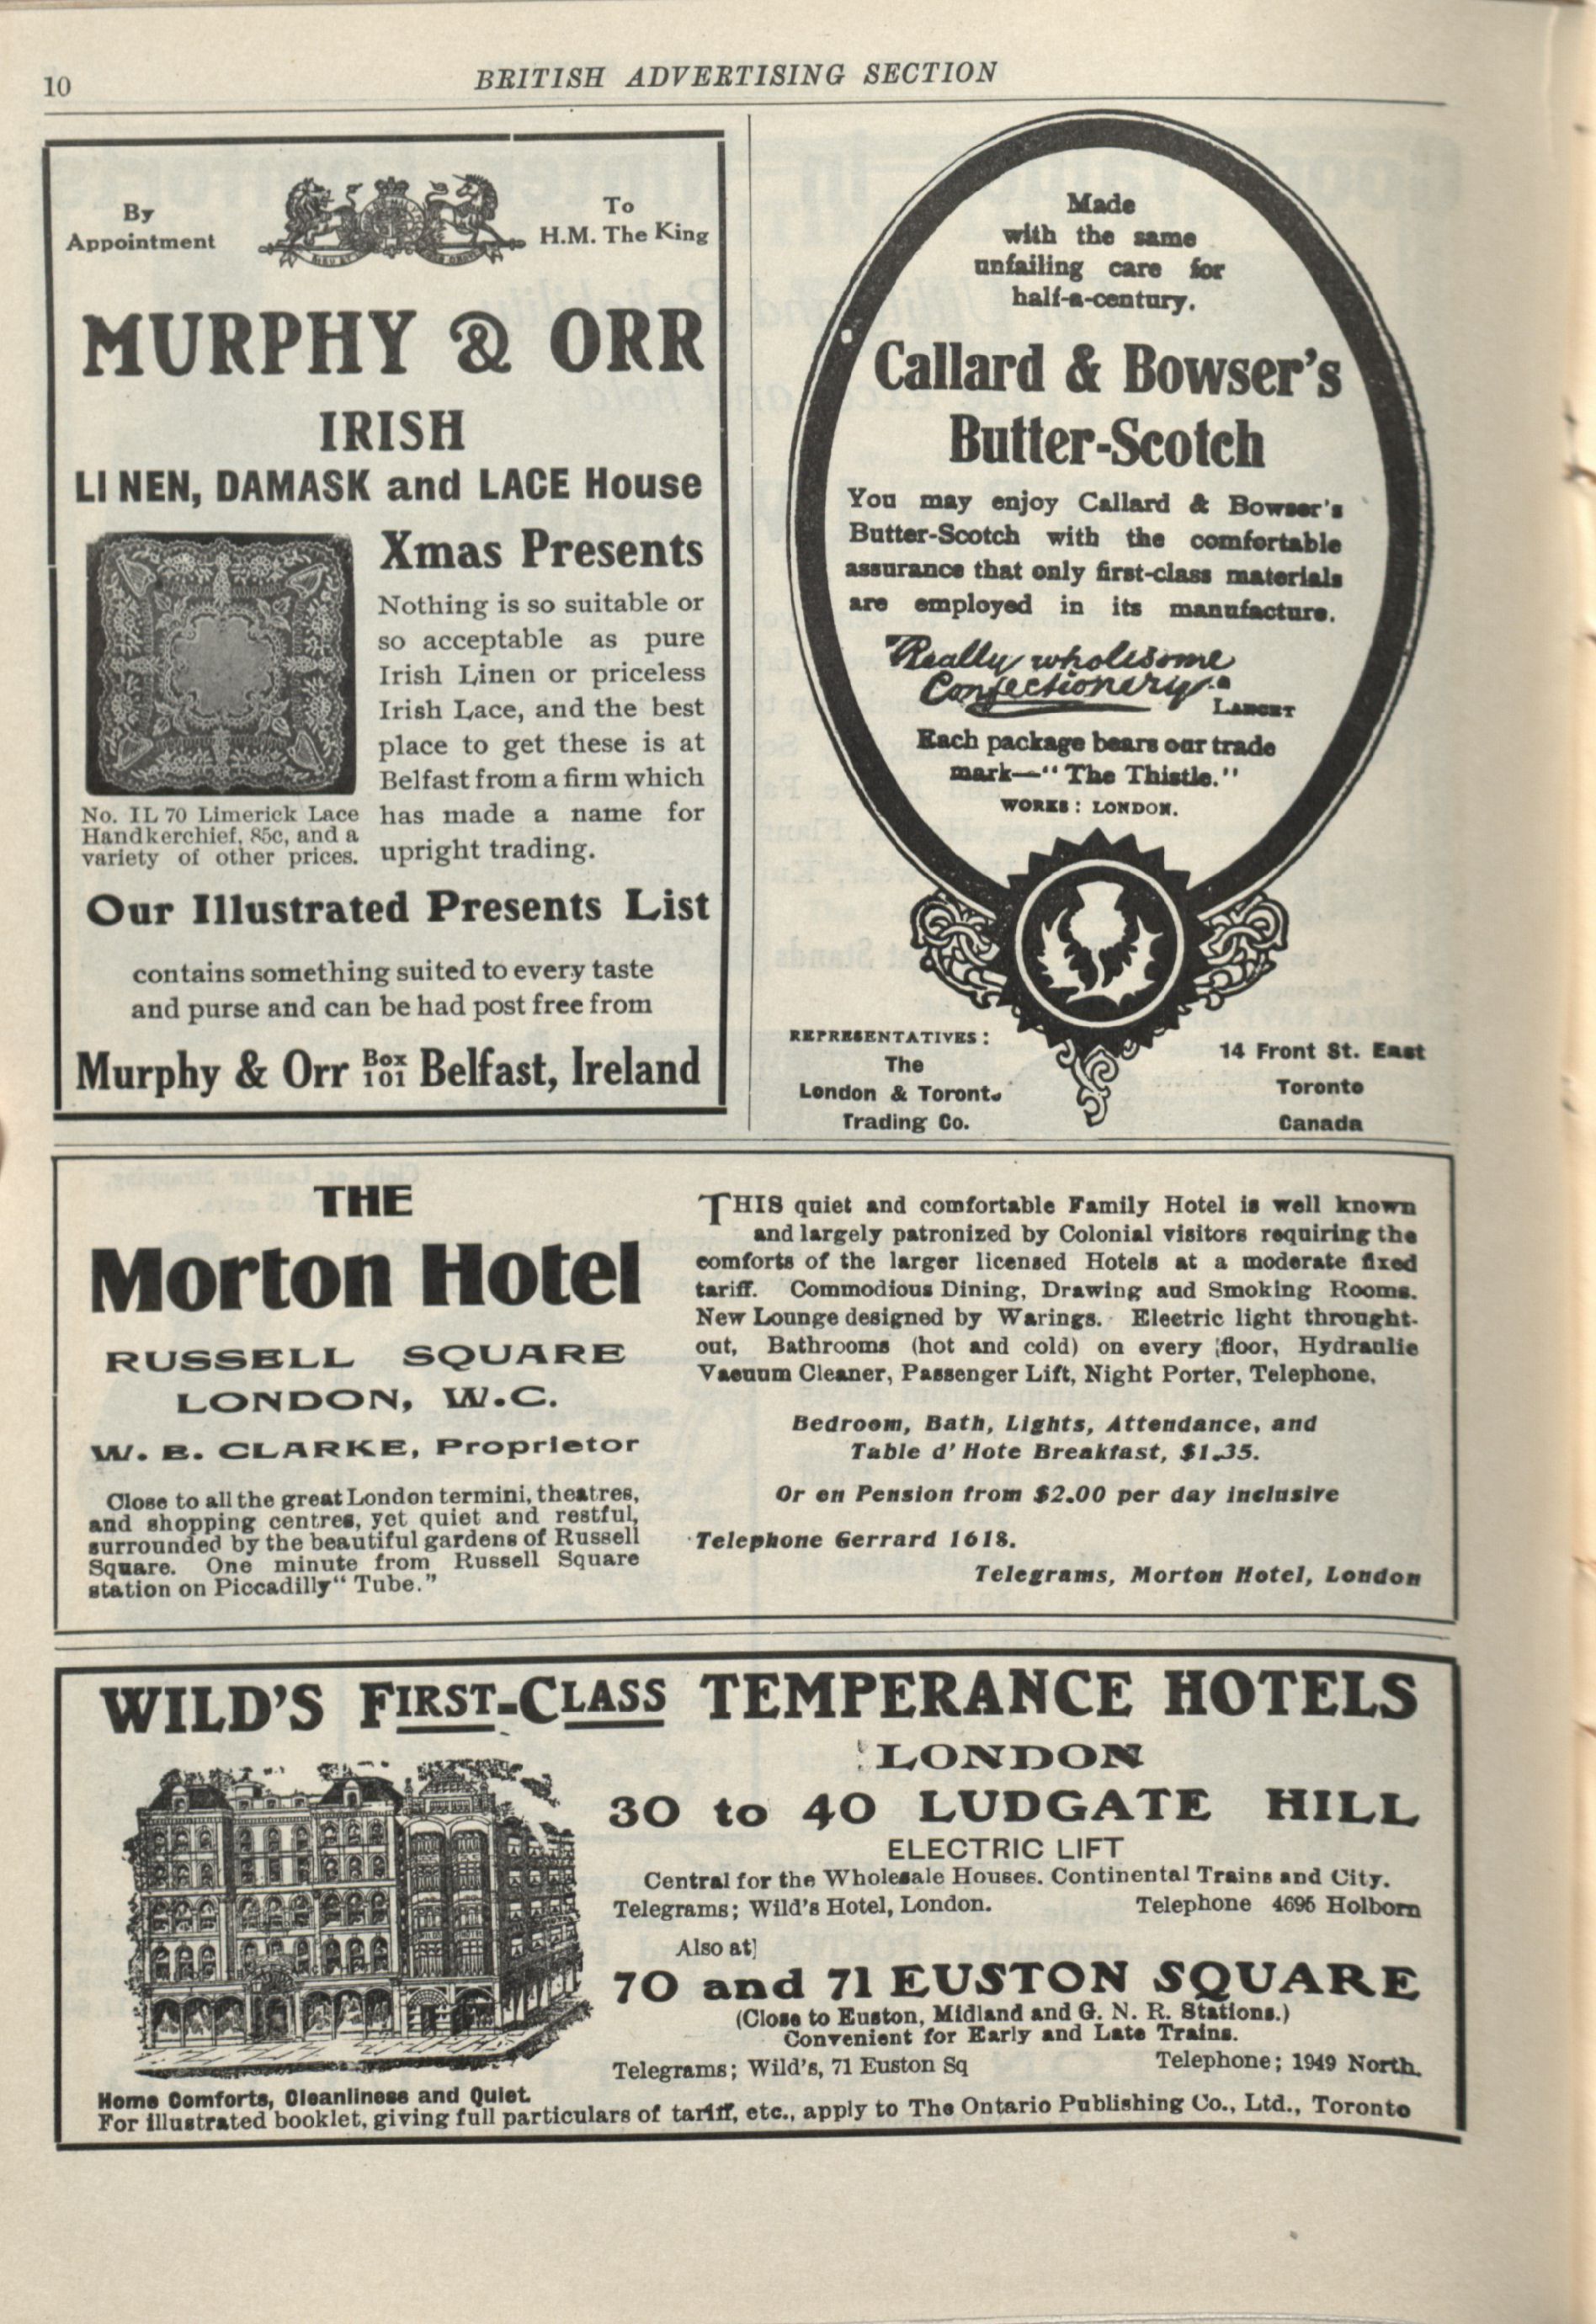 10
BRITISH ADVERTISING SECTION
By
Appointment
To
H.M. The King
MURPHY & ORR
IRISH
LINEN, DAMASK and LACE House
Xmas Presents
Nothing is so suitable or
so acceptable as pure
Irish Linen or priceless
Irish Lace, and the best
place to get these is at
Belfast from a firm which
has made a name for
upright trading.
No. IL 70 Limerick Lace
Handkerchief, 85c, and a
variety of other prices.
Our Illustrated Presents List
contains something suited to every taste
and purse and can be had post free from
Murphy & Orr Box 101 Belfast, Ireland
Made
with the same
unfailing care for
half-a-century.
Callard & Bowser's
Butter-Scotch
You may enjoy Callard & Bowser's
Butter-Scotch with the comfortable
assurance that only first-class materials
are employed in its manufacture.
"Really wholesome
Confectionery."
LANCET
Each package bears our trade
mark—"The Thistle."
WORKS: LONDON.
REPRESENTATIVES:
The
London & Toronto
Trading Co.
14 Front St. East
Toronto
Canada
THE
Morton Hotel
RUSSELL SQUARE
LONDON, W.C.
W. B. CLARKE, Proprietor
Close to all the great London termini, theatres,
and shopping centres, yet quiet and restful,
surrounded by the beautiful gardens of Russell
Square. One minute from Russell Square
station on Piccadilly "Tube."
THIS quiet and comfortable Family Hotel is well known
and largely patronized by Colonial visitors requiring the
comforts of the larger licensed Hotels at a moderate fixed
tariff. Commodious Dining, Drawing and Smoking Rooms.
New Lounge designed by Warings. Eleetric light throught-
out, Bathrooms (hot and cold) on every floor, Hydraulie
Vacuum Cleaner, Passenger Lift, Night Porter, Telephone,
Bedroom, Bath, Lights, Attendance, and
Table d' Hote Breakfast, $1.35.
Or en Pension from $2.00 per day inclusive
Telephone Gerrard 1618.
Telegrams, Morton Hotel, London
WILD'S FIRST-CLASS TEMPERANCE HOTELS
LONDON
30 to 40 LUDGATE HILL
ELECTRIC LIFT
Central for the Wholesale Houses. Continental Trains and City.
Telegrams; Wild's Hotel, London. Telephone 4695 Holborn
Also at]
70 and 71 EUSTON SQUARE
(Close to Euston, Midland and G. N. R. Stations.)
Convenient for Early and Late Trains.
Telegrams; Wild's, 71 Euston Sq Telephone; 1949 North.
Home Comforts, Cleanliness and Quiet.
For illustrated booklet, giving full particulars of tariff, etc., apply to The Ontario Publishing Co., Ltd., Toronto